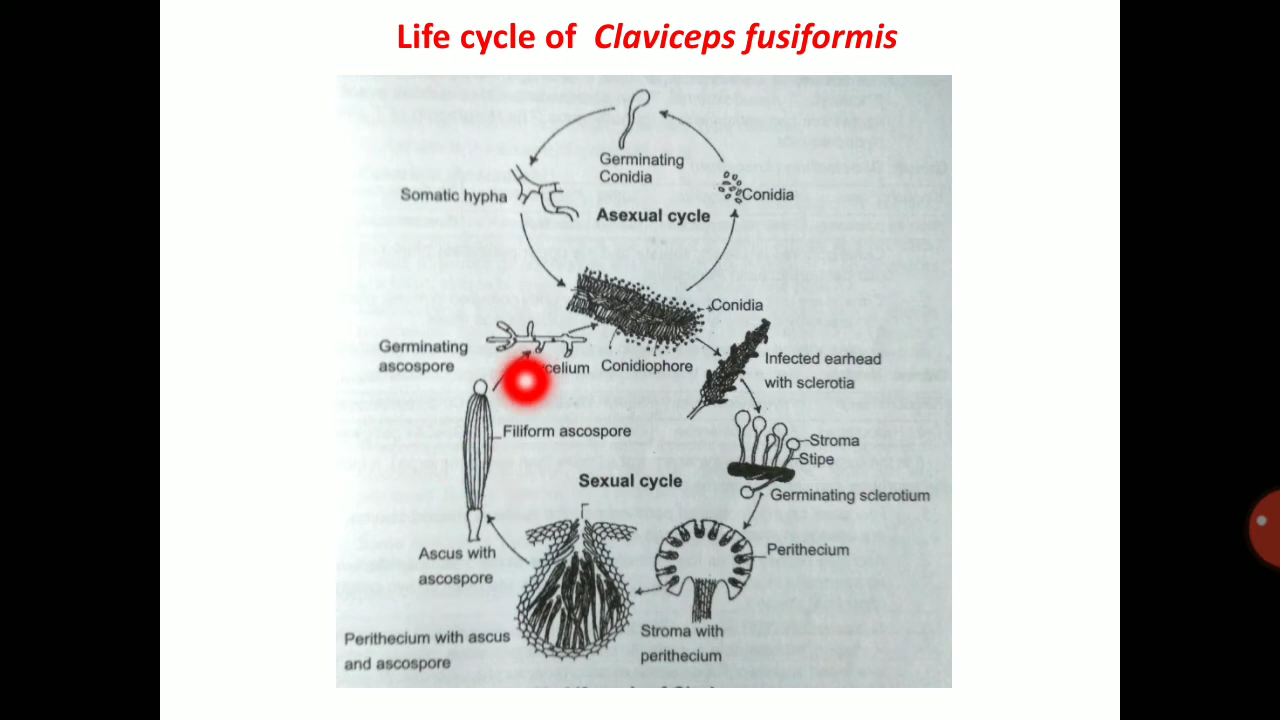 Life cycle of Claviceps fusiformis
Germinating
Conidia
Somatic hypha
Conidia
Asexual cycle
Conidia
Germinating
ascospore
Conidiophore
Infected earhead
with sclerotia
Filiform ascospore
Stroma
Stipe
Sexual cycle
Germinating sclerotium
Ascus with
ascospore
Perithecium
Stroma with
perithecium
Perithecium with ascus
and ascospore